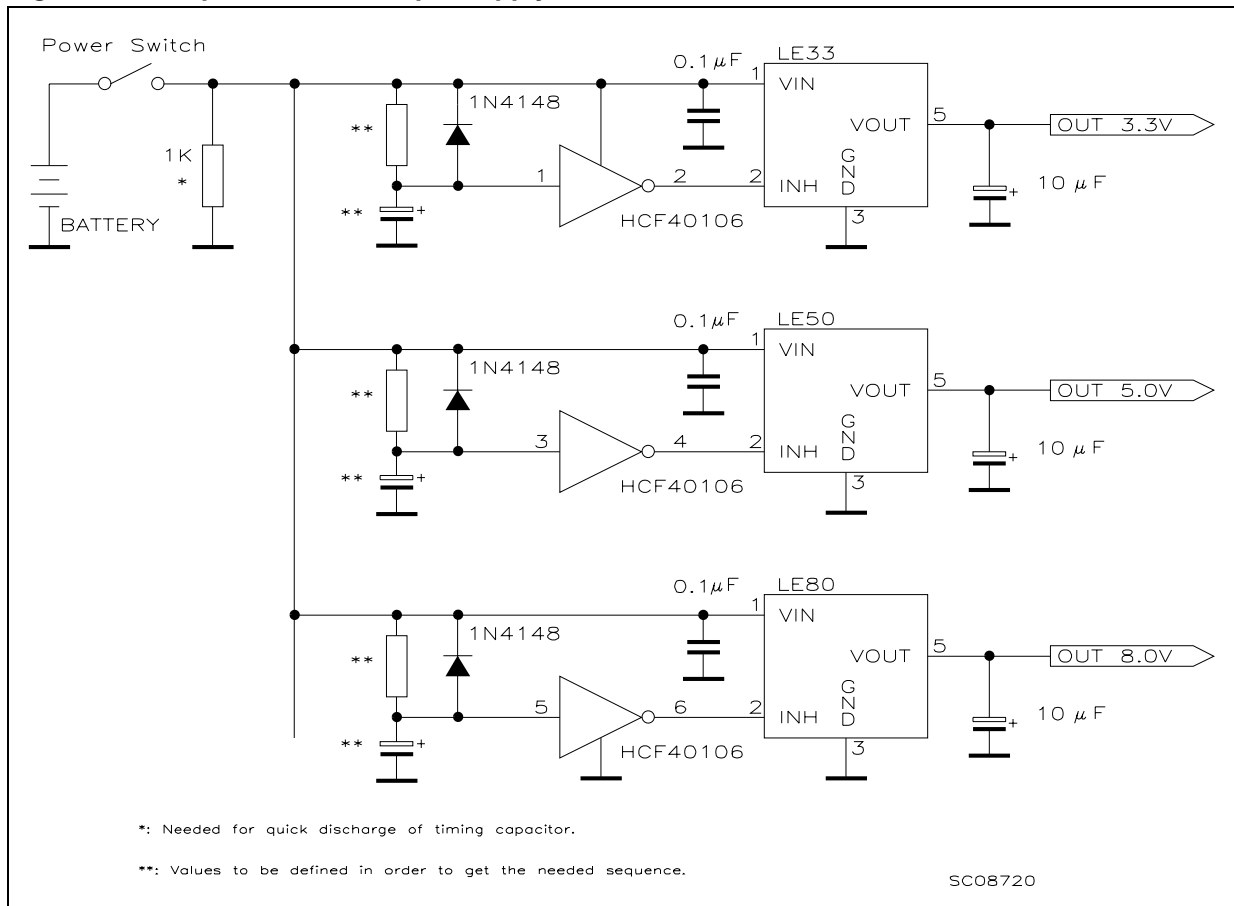 Power Switch
BATTERY
1K
*
**
**
1N4148
1
2
HCF40106
0.1μF
LE33
1
VIN
2
INH
VOUT
GND
3
5
OUT 3.3V
10 μF
+
+
**
**
1N4148
3
4
HCF40106
0.1μF
LE50
1
VIN
2
INH
VOUT
GND
3
5
OUT 5.0V
10 μF
+
+
**
**
1N4148
5
6
HCF40106
0.1μF
LE80
1
VIN
2
INH
VOUT
GND
3
5
OUT 8.0V
10 μF
+
+
*: Needed for quick discharge of timing capacitor.
**: Values to be defined in order to get the needed sequence.
SC08720